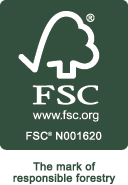 FSC
www.fsc.org
FSC® N001620
The mark of
responsible forestry